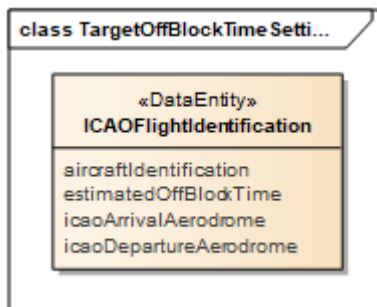 class TargetOffBlockTimeSetti...
«DataEntity»
ICAOFlightIdentification
aircraftIdentification
estimatedOffBlockTime
icaoArrivalAerodrome
icaoDepartureAerodrome